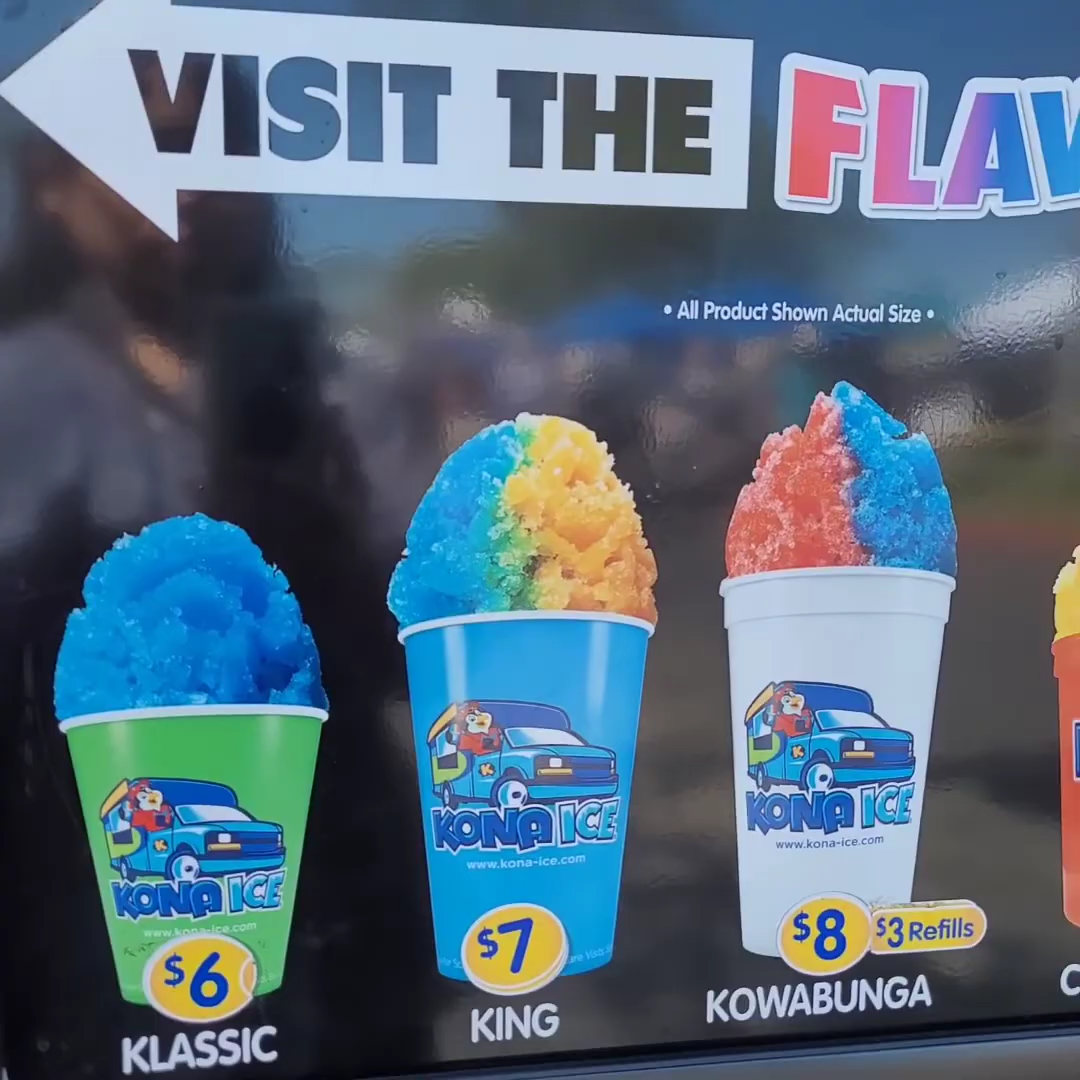 VISIT THE FLAV
• All Product Shown Actual Size •
KONA ICE
www.kona-ice.com
$6
KLASSIC
KONA ICE
www.kona-ice.com
$7
KING
KONA ICE
www.kona-ice.com
$8
$3 Refills
KOWABUNGA
C